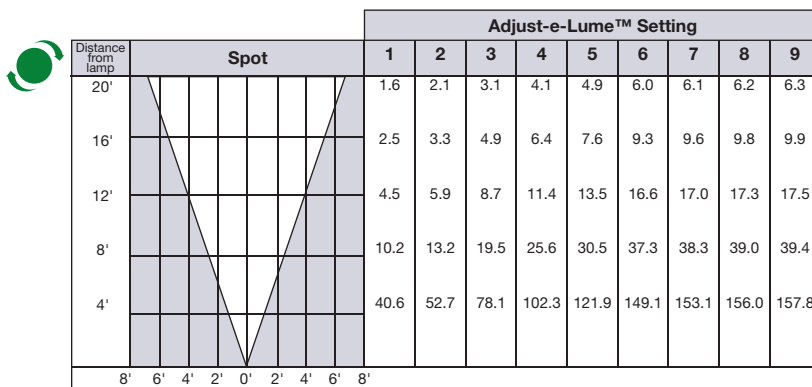 Adjust-e-Lume™ Setting
Distance from lamp Spot 1 2 3 4 5 6 7 8 9
20' 1.6 2.1 3.1 4.1 4.9 6.0 6.1 6.2 6.3
16' 2.5 3.3 4.9 6.4 7.6 9.3 9.6 9.8 9.9
12' 4.5 5.9 8.7 11.4 13.5 16.6 17.0 17.3 17.5
8' 10.2 13.2 19.5 25.6 30.5 37.3 38.3 39.0 39.4
4' 40.6 52.7 78.1 102.3 121.9 149.1 153.1 156.0 157.8
8' 6' 4' 2' 0' 2' 4' 6' 8'